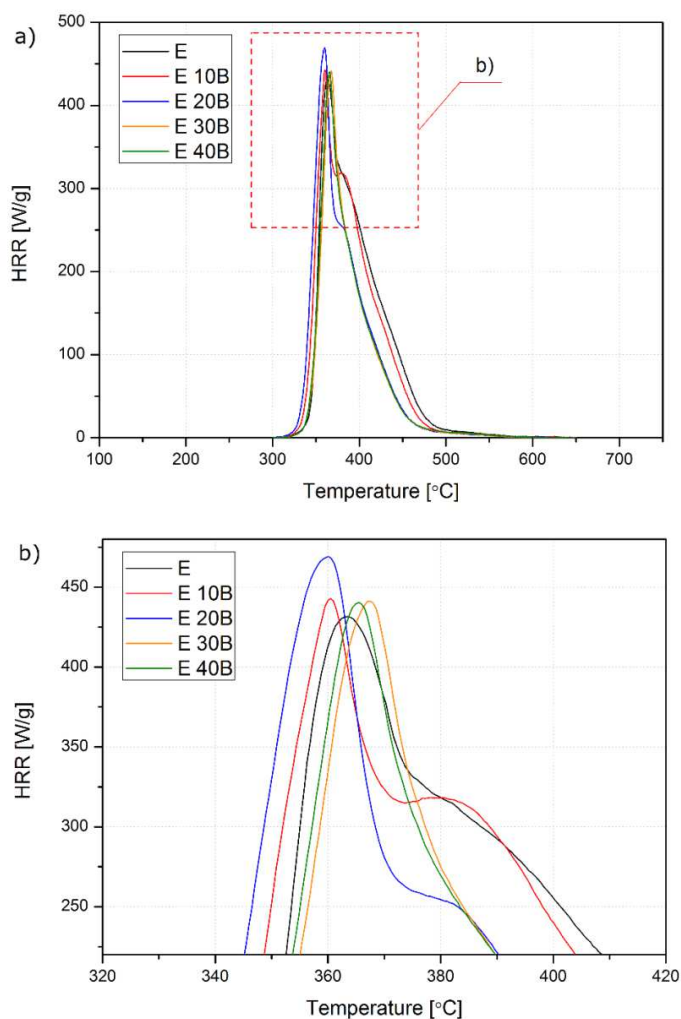 a)
500
400
300
200
100
0
HRR [W/g]
E
E 10B
E 20B
E 30B
E 40B
b)
100 200 300 400 500 600 700
Temperature [°C]
b)
450
400
350
300
250
HRR [W/g]
E
E 10B
E 20B
E 30B
E 40B
320 340 360 380 400 420
Temperature [°C]